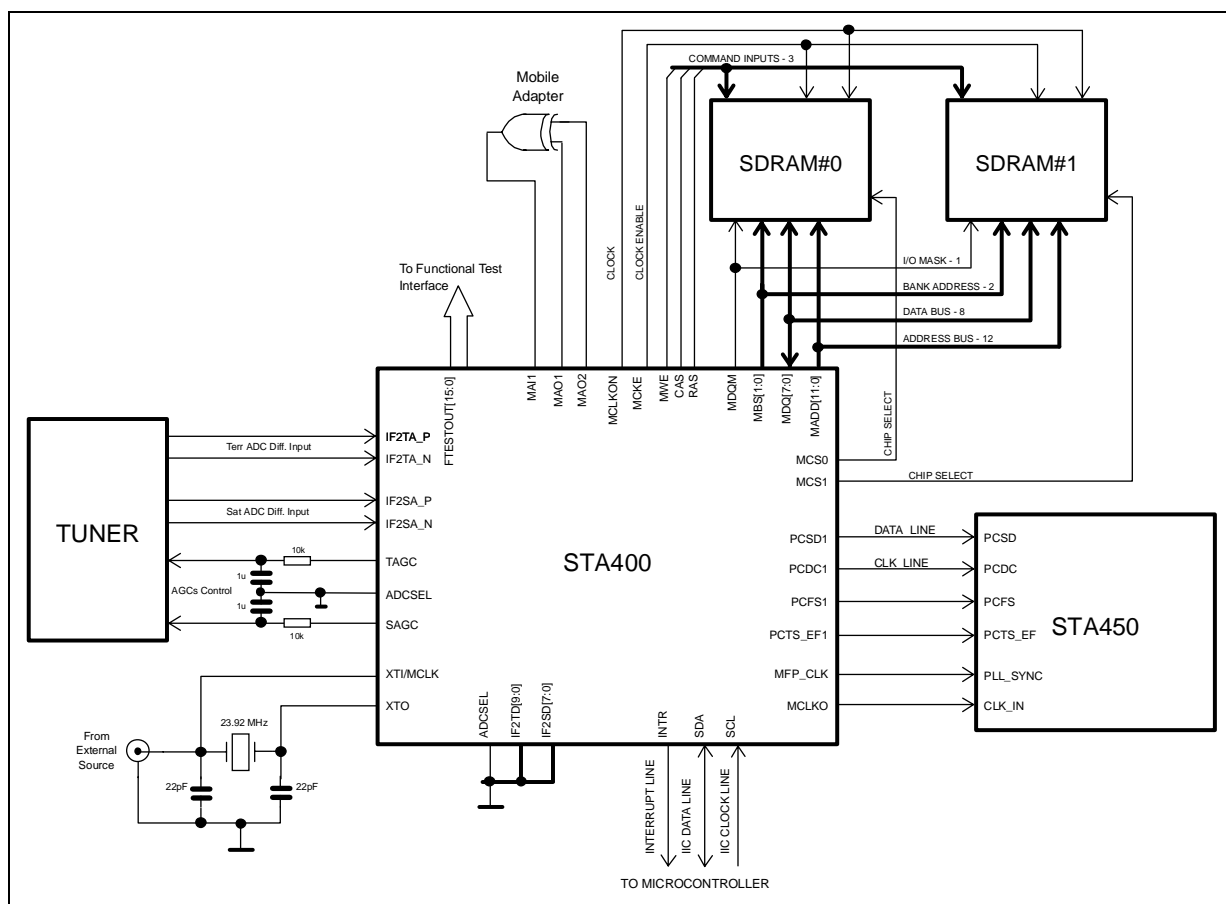 COMMAND INPUTS - 3
Mobile
Adapter
SDRAM#0
SDRAM#1
CLOCK
CLOCK ENABLE
I/O MASK - 1
BANK ADDRESS - 2
DATA BUS - 8
ADDRESS BUS - 12
To Functional Test
Interface
FTESTOUT[15:0]
MAI1
MAO1
MAO2
MCLKON
MCKE
MWE
CAS
RAS
MDQM
MBS[1:0]
MDQ[7:0]
MADD[11:0]
CHIP SELECT
MCS0
MCS1
CHIP SELECT
TUNER
Terr ADC Diff. Input
Sat ADC Diff. Input
IF2TA_P
IF2TA_N
IF2SA_P
IF2SA_N
10k
TAGC
1u
AGCs Control
ADCSEL
1u
SAGC
10k
XTI/MCLK
XTO
STA400
PCSD1
DATA LINE
PCSD
PCDC1
CLK LINE
PCDC
PCFS1
PCFS
STA450
PCTS_EF1
PCTS_EF
MFP_CLK
PLL_SYNC
MCLKO
CLK_IN
23.92 MHz
From
External
Source
22pF
22pF
ADCSEL
IF2TD[9:0]
IF2SD[7:0]
INTR
SDA
SCL
INTERRUPT LINE
IIC DATA LINE
IIC CLOCK LINE
TO MICROCONTROLLER